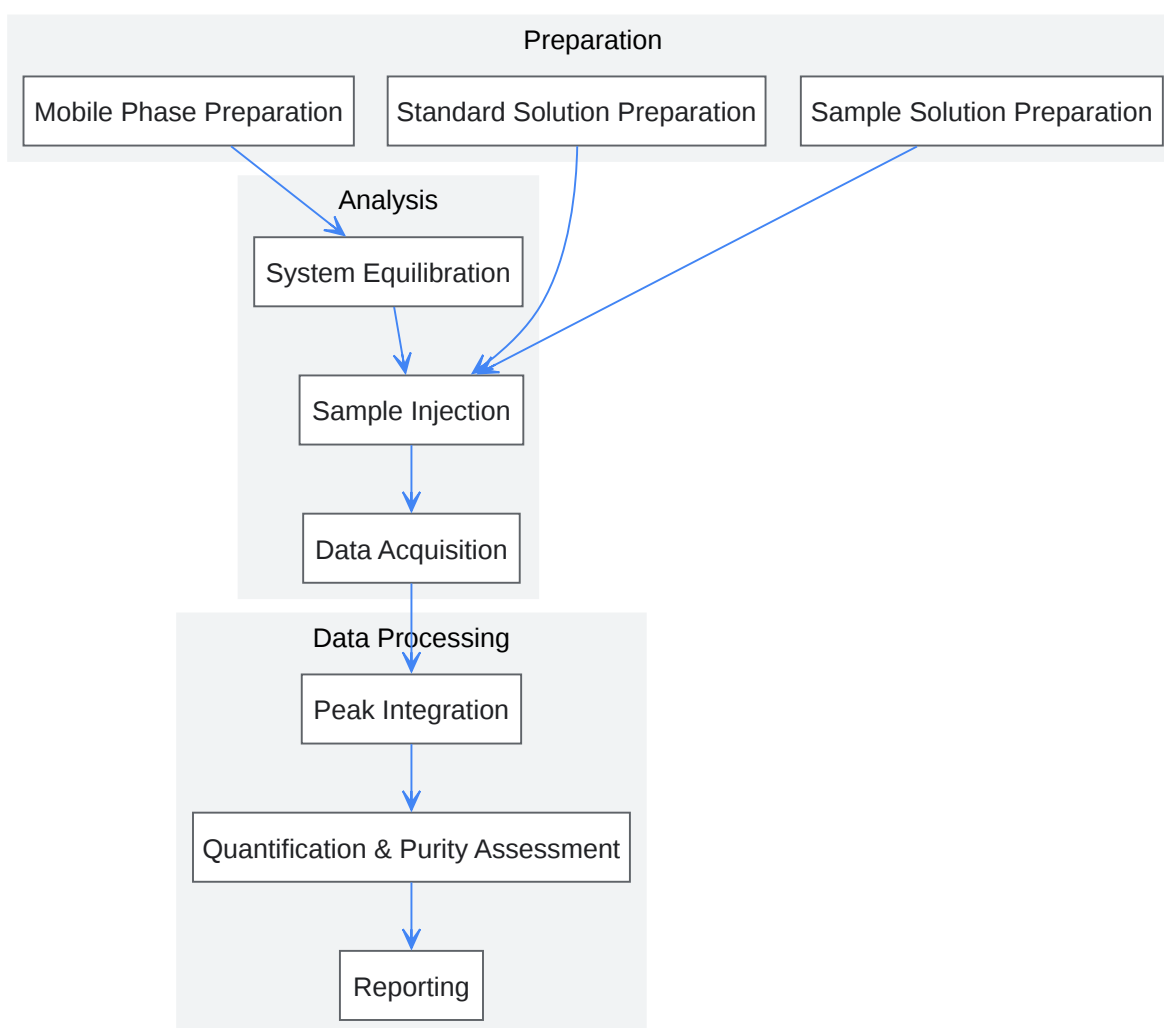 Preparation
Mobile Phase Preparation
Standard Solution Preparation
Sample Solution Preparation
Analysis
System Equilibration
Sample Injection
Data Acquisition
Data Processing
Peak Integration
Quantification & Purity Assessment
Reporting